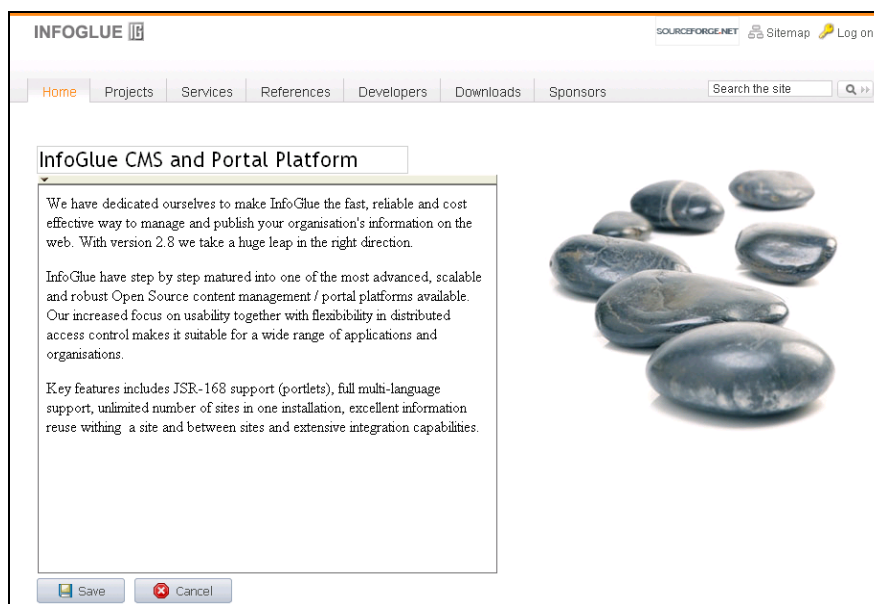 INFOGLUE
SOURCEFORGE.NET Sitemap Log on
Home Projects Services References Developers Downloads Sponsors Search the site
InfoGlue CMS and Portal Platform
We have dedicated ourselves to make InfoGlue the fast, reliable and cost
effective way to manage and publish your organisation's information on the
web. With version 2.8 we take a huge leap in the right direction.
InfoGlue have step by step matured into one of the most advanced, scalable
and robust Open Source content management / portal platforms available.
Our increased focus on usability together with flexibibility in distributed
access control makes it suitable for a wide range of applications and
organisations.
Key features includes JSR-168 support (portlets), full multi-language
support, unlimited number of sites in one installation, excellent information
reuse withing  a site and between sites and extensive integration capabilities.
Save Cancel